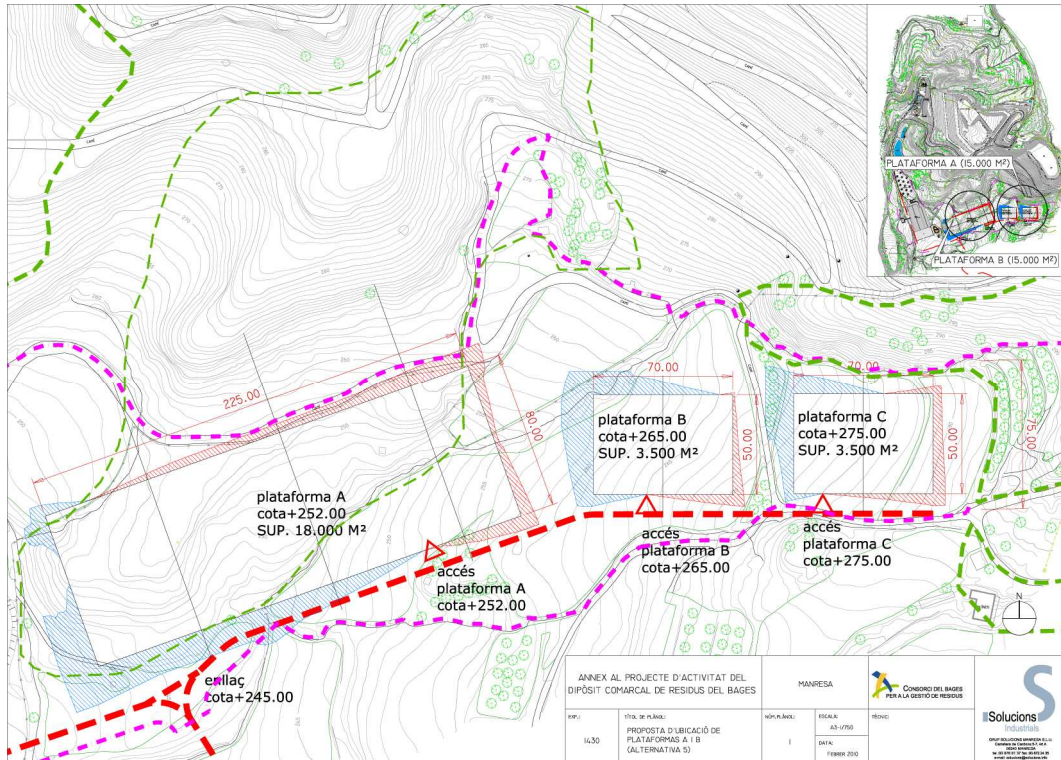 PLATAFORMA A (15.000 M²)
PLATAFORMA B (15.000 M²)
CAMÍ
CAMÍ
CAMÍ
225.00
80.00
70.00
50.00
70.00
50.00
75.00
plataforma A
cota+252.00
SUP. 18.000 M²
plataforma B
cota+265.00
SUP. 3.500 M²
plataforma C
cota+275.00
SUP. 3.500 M²
accés
plataforma A
cota+252.00
accés
plataforma B
cota+265.00
accés
plataforma C
cota+275.00
enllaç
cota+245.00
N
ANNEX AL PROJECTE D'ACTIVITAT DEL
DIPÒSIT COMARCAL DE RESIDUS DEL BAGES
MANRESA
CONSORCI DEL BAGES
PER A LA GESTIÓ DE RESIDUS
EXP.:
1430
TÍTOL DE PLÀNOL:
PROPOSTA D'UBICACIÓ DE
PLATAFORMES A I B
(ALTERNATIVA 5)
NÚM.PLÀNOL:
1
ESCALA:
A3-1/750
DATA:
FEBRER 2010
TÈCNIC:
Solucions
Industrials